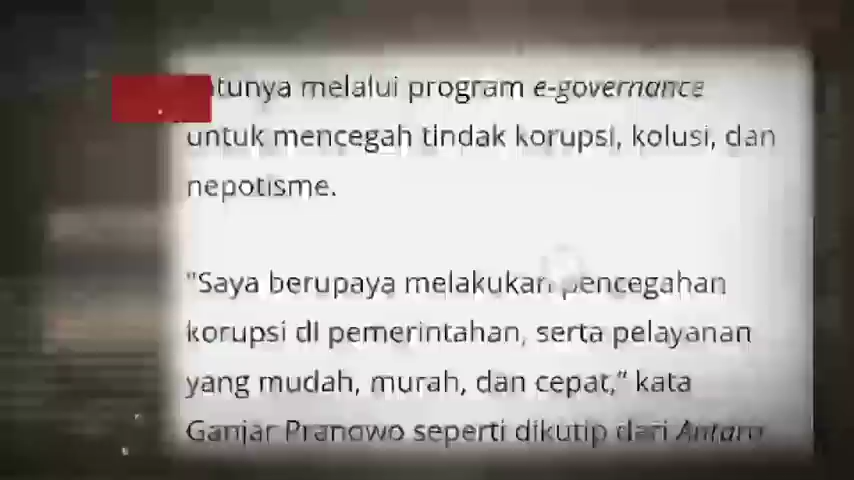 melalui program e-governance
untuk mencegah tindak korupsi, kolusi, dan
nepotisme.
"Saya berupaya melakukan pencegahan
korupsi di pemerintahan, serta pelayanan
yang mudah, murah, dan cepat," kata
Ganjar Pranowo seperti dikutip dari Antara